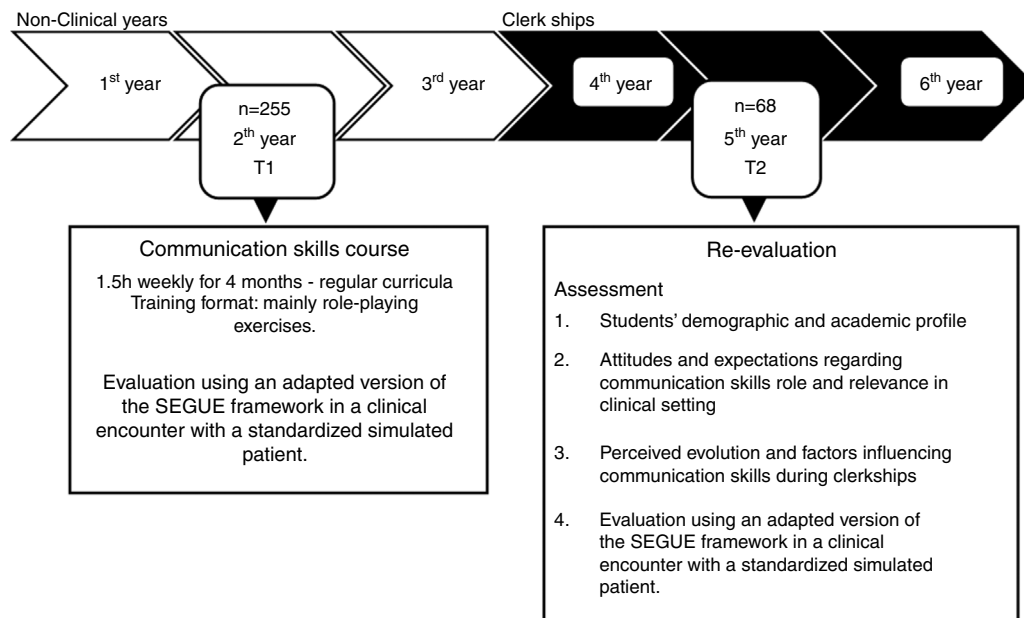 Non-Clinical years
Clerk ships
1st year
3rd year
4th year
6th year
n=255
2th year
T1
n=68
5th year
T2
Communication skills course
1.5h weekly for 4 months - regular curricula
Training format: mainly role-playing
exercises.
Evaluation using an adapted version of
the SEGUE framework in a clinical
encounter with a standardized simulated
patient.
Re-evaluation
Assessment
1. Students’ demographic and academic profile
2. Attitudes and expectations regarding
communication skills role and relevance in
clinical setting
3. Perceived evolution and factors influencing
communication skills during clerkships
4. Evaluation using an adapted version of
the SEGUE framework in a clinical
encounter with a standardized simulated
patient.